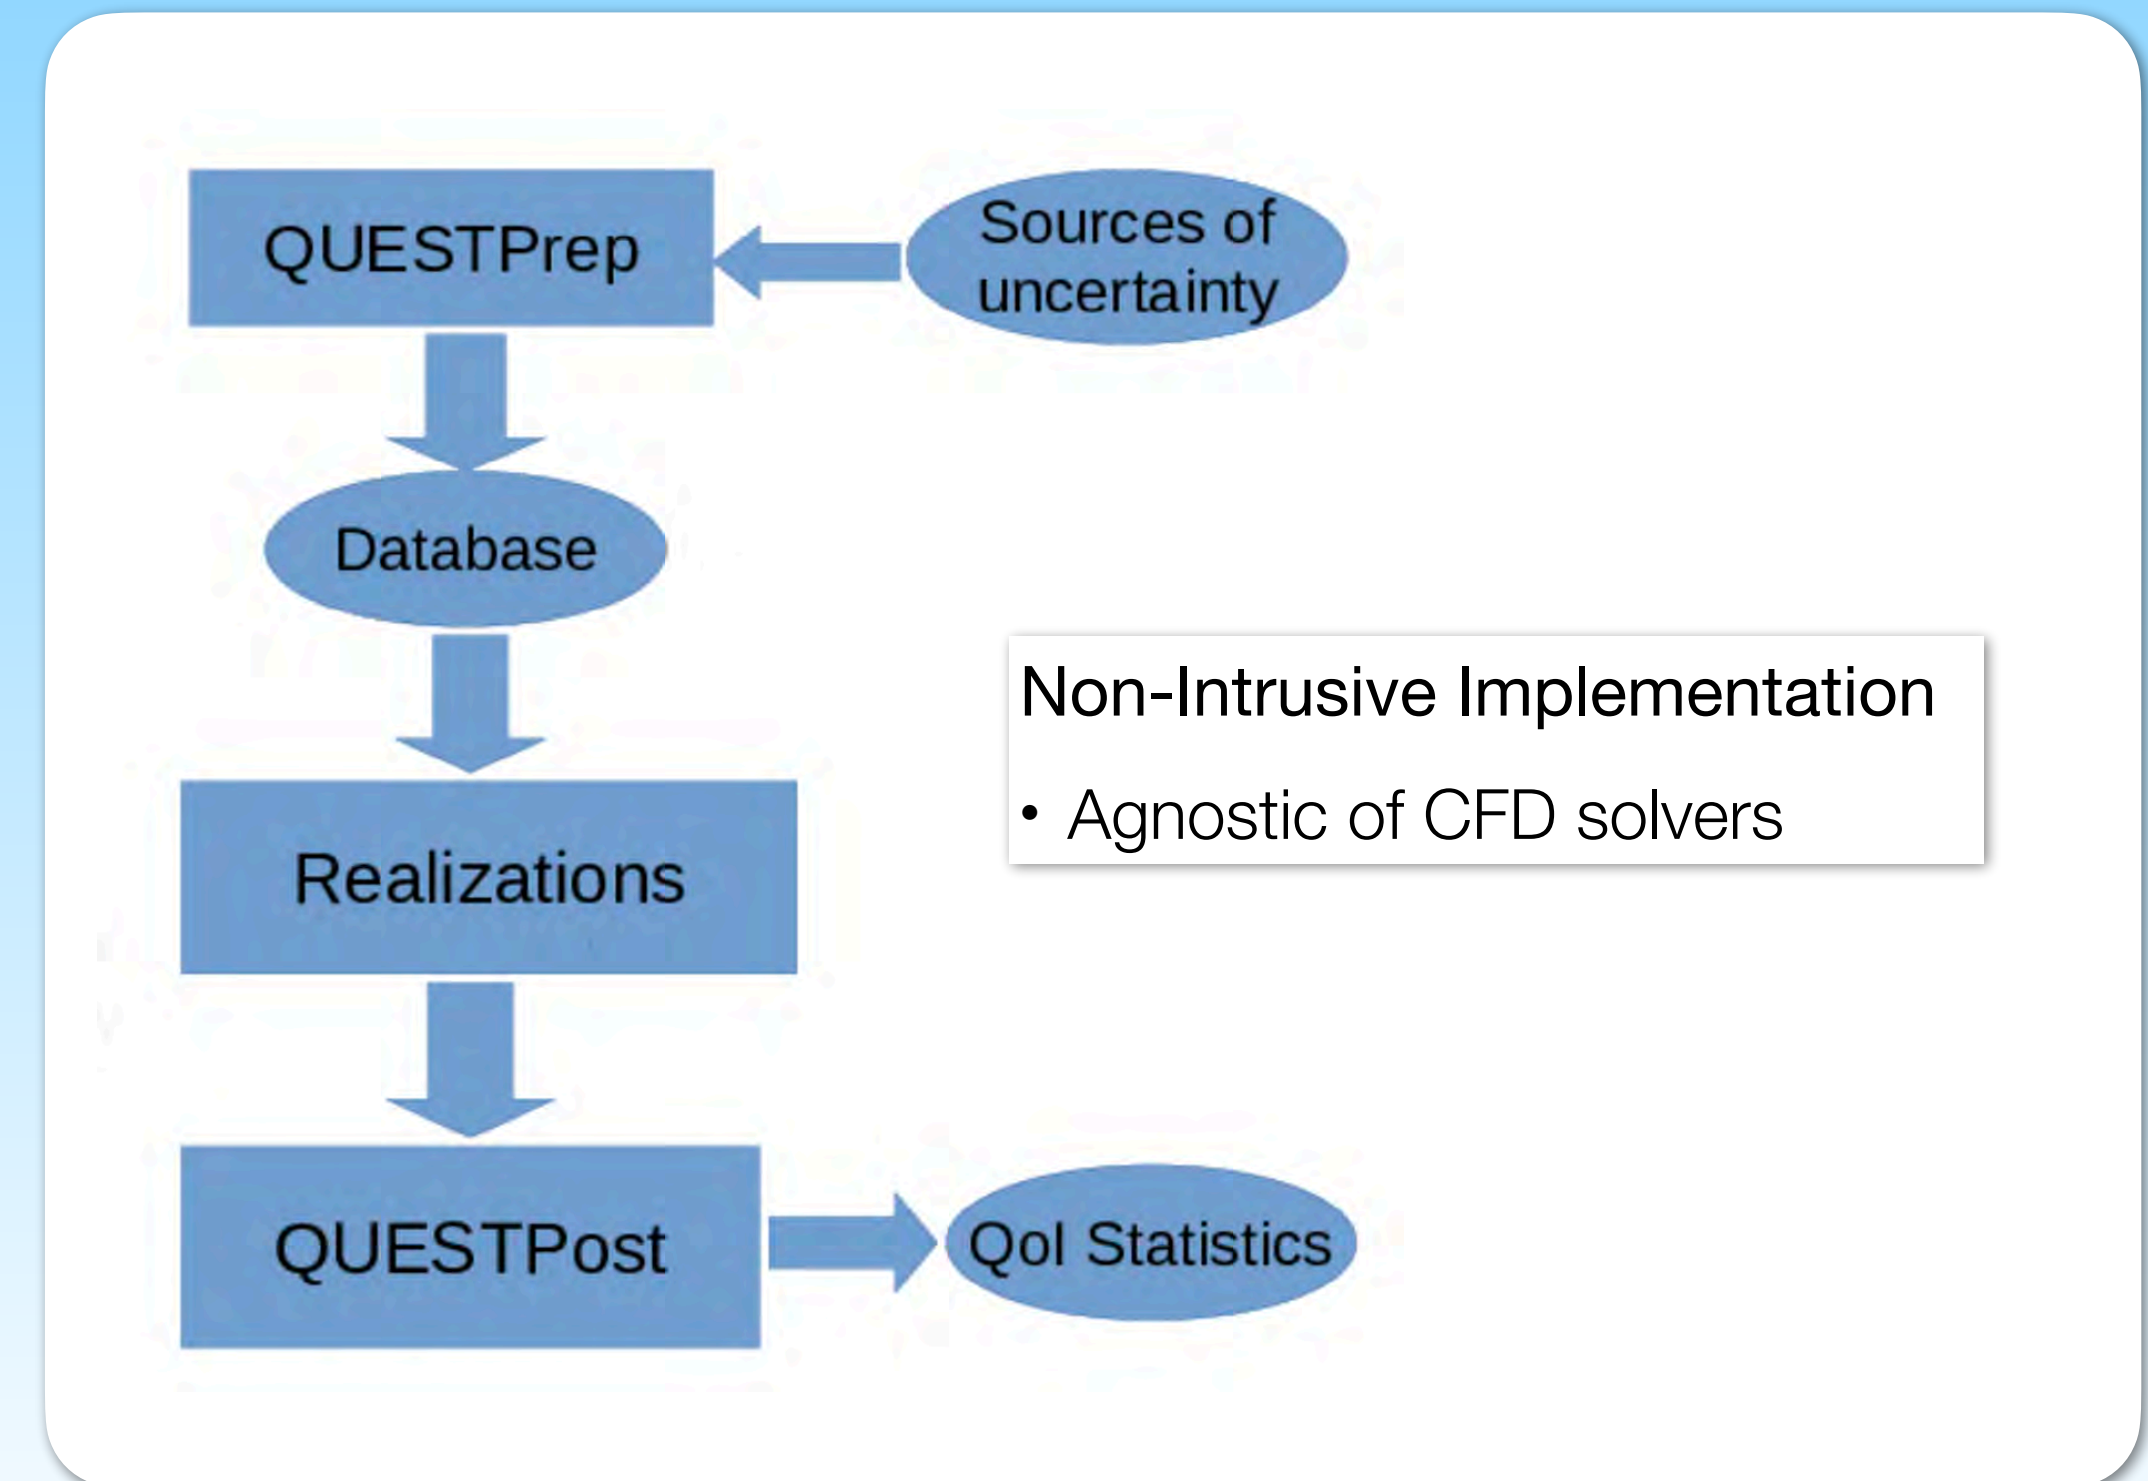 QUESTPrep
Sources of
uncertainty
Database
Non-Intrusive Implementation
• Agnostic of CFD solvers
Realizations
QUESTPost
QoI Statistics